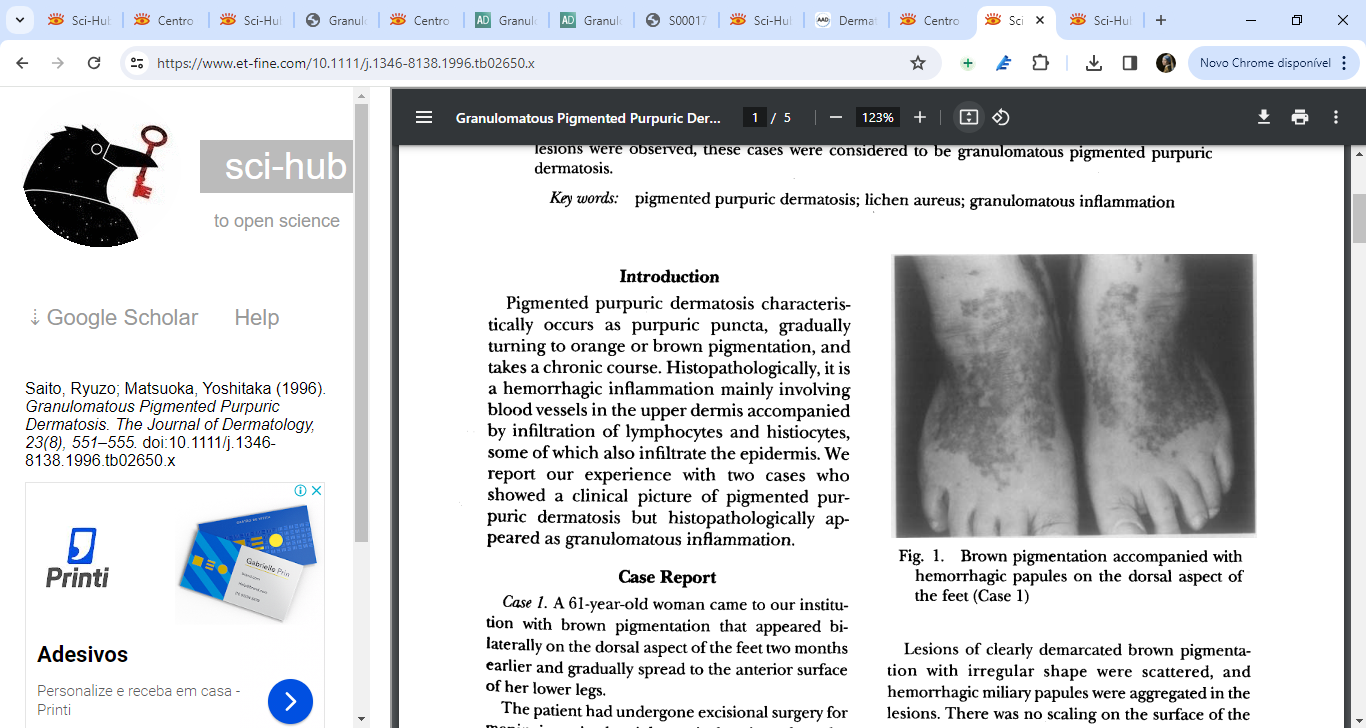 Sci-Hub
Centro
Sci-Hub
Granulo
Centro
AD Granulo
AD Granulo
S00017
Sci-Hub
AAD Dermat
Centro
Sci
Sci-Hub
https://www.et-fine.com/10.1111/j.1346-8138.1996.tb02650.x
Novo Chrome disponível
sci-hub
to open science
⇣ Google Scholar Help
Saito, Ryuzo; Matsuoka, Yoshitaka (1996).
Granulomatous Pigmented Purpuric
Dermatosis. The Journal of Dermatology,
23(8), 551–555. doi:10.1111/j.1346-
8138.1996.tb02650.x
Printi
Gabrielle Prin
Adesivos
Personalize e receba em casa -
Printi
Granulomatous Pigmented Purpuric Der...
1 / 5
123%
lesions were observed, these cases were considered to be granulomatous pigmented purpuric
dermatosis.
Key words: pigmented purpuric dermatosis; lichen aureus; granulomatous inflammation
Introduction
Pigmented purpuric dermatosis characteris-
tically occurs as purpuric puncta, gradually
turning to orange or brown pigmentation, and
takes a chronic course. Histopathologically, it is
a hemorrhagic inflammation mainly involving
blood vessels in the upper dermis accompanied
by infiltration of lymphocytes and histiocytes,
some of which also infiltrate the epidermis. We
report our experience with two cases who
showed a clinical picture of pigmented pur-
puric dermatosis but histopathologically ap-
peared as granulomatous inflammation.
Case Report
Case 1. A 61-year-old woman came to our institu-
tion with brown pigmentation that appeared bi-
laterally on the dorsal aspect of the feet two months
earlier and gradually spread to the anterior surface
of her lower legs.
The patient had undergone excisional surgery for
Fig. 1. Brown pigmentation accompanied with
hemorrhagic papules on the dorsal aspect of
the feet (Case 1)
Lesions of clearly demarcated brown pigmenta-
tion with irregular shape were scattered, and
hemorrhagic miliary papules were aggregated in the
lesions. There was no scaling on the surface of the